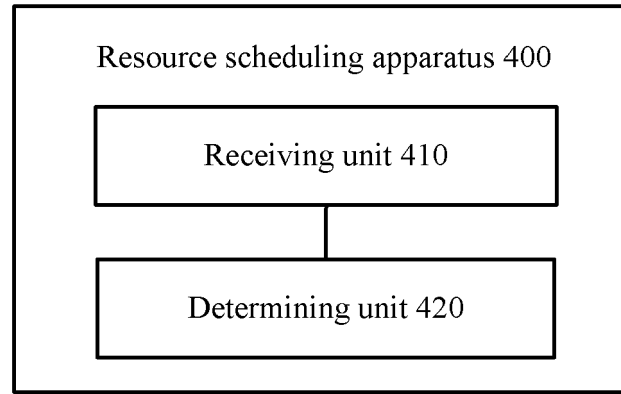 Resource scheduling apparatus 400
Receiving unit 410
Determining unit 420